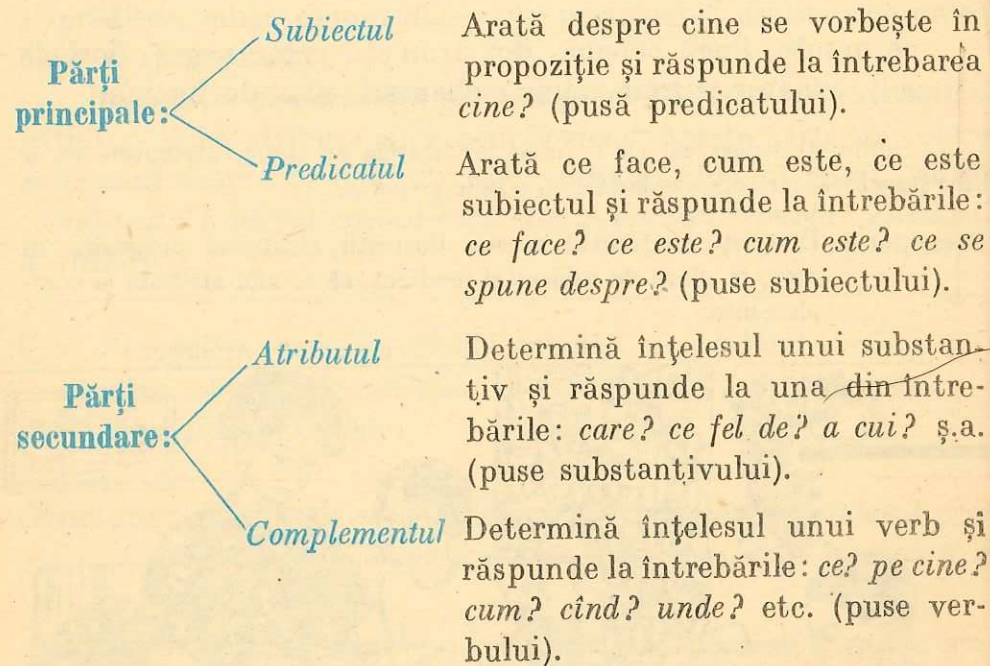 Părți
principale:
Subiectul
Arată despre cine se vorbește în
propoziție și răspunde la întrebarea
cine? (pusă predicatului).
Predicatul
Arată ce face, cum este, ce este
subiectul și răspunde la întrebările:
ce face? ce este? cum este? ce se
spune despre? (puse subiectului).
Părți
secundare:
Atributul
Determină înțelesul unui substan-
tiv și răspunde la una din între-
bările: care? ce fel de? a cui? ș.a.
(puse substantivului).
Complementul
Determină înțelesul unui verb și
răspunde la întrebările: ce? pe cine?
cum? cînd? unde? etc. (puse ver-
bului).